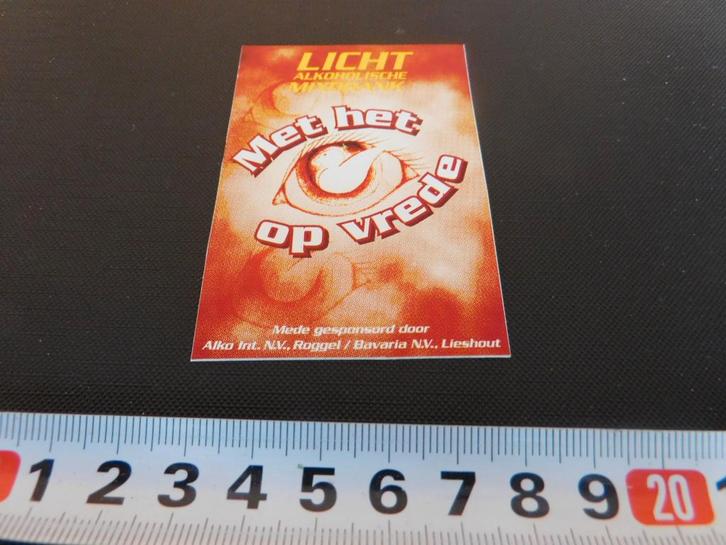 LICHT
ALKOHOLISCHE
MIXDRANK
Met het
op vrede
Mede gesponsord door
Alko Int. N.V., Roggel / Bavaria N.V., Lieshout
1 2 3 4 5 6 7 8 9 20 1